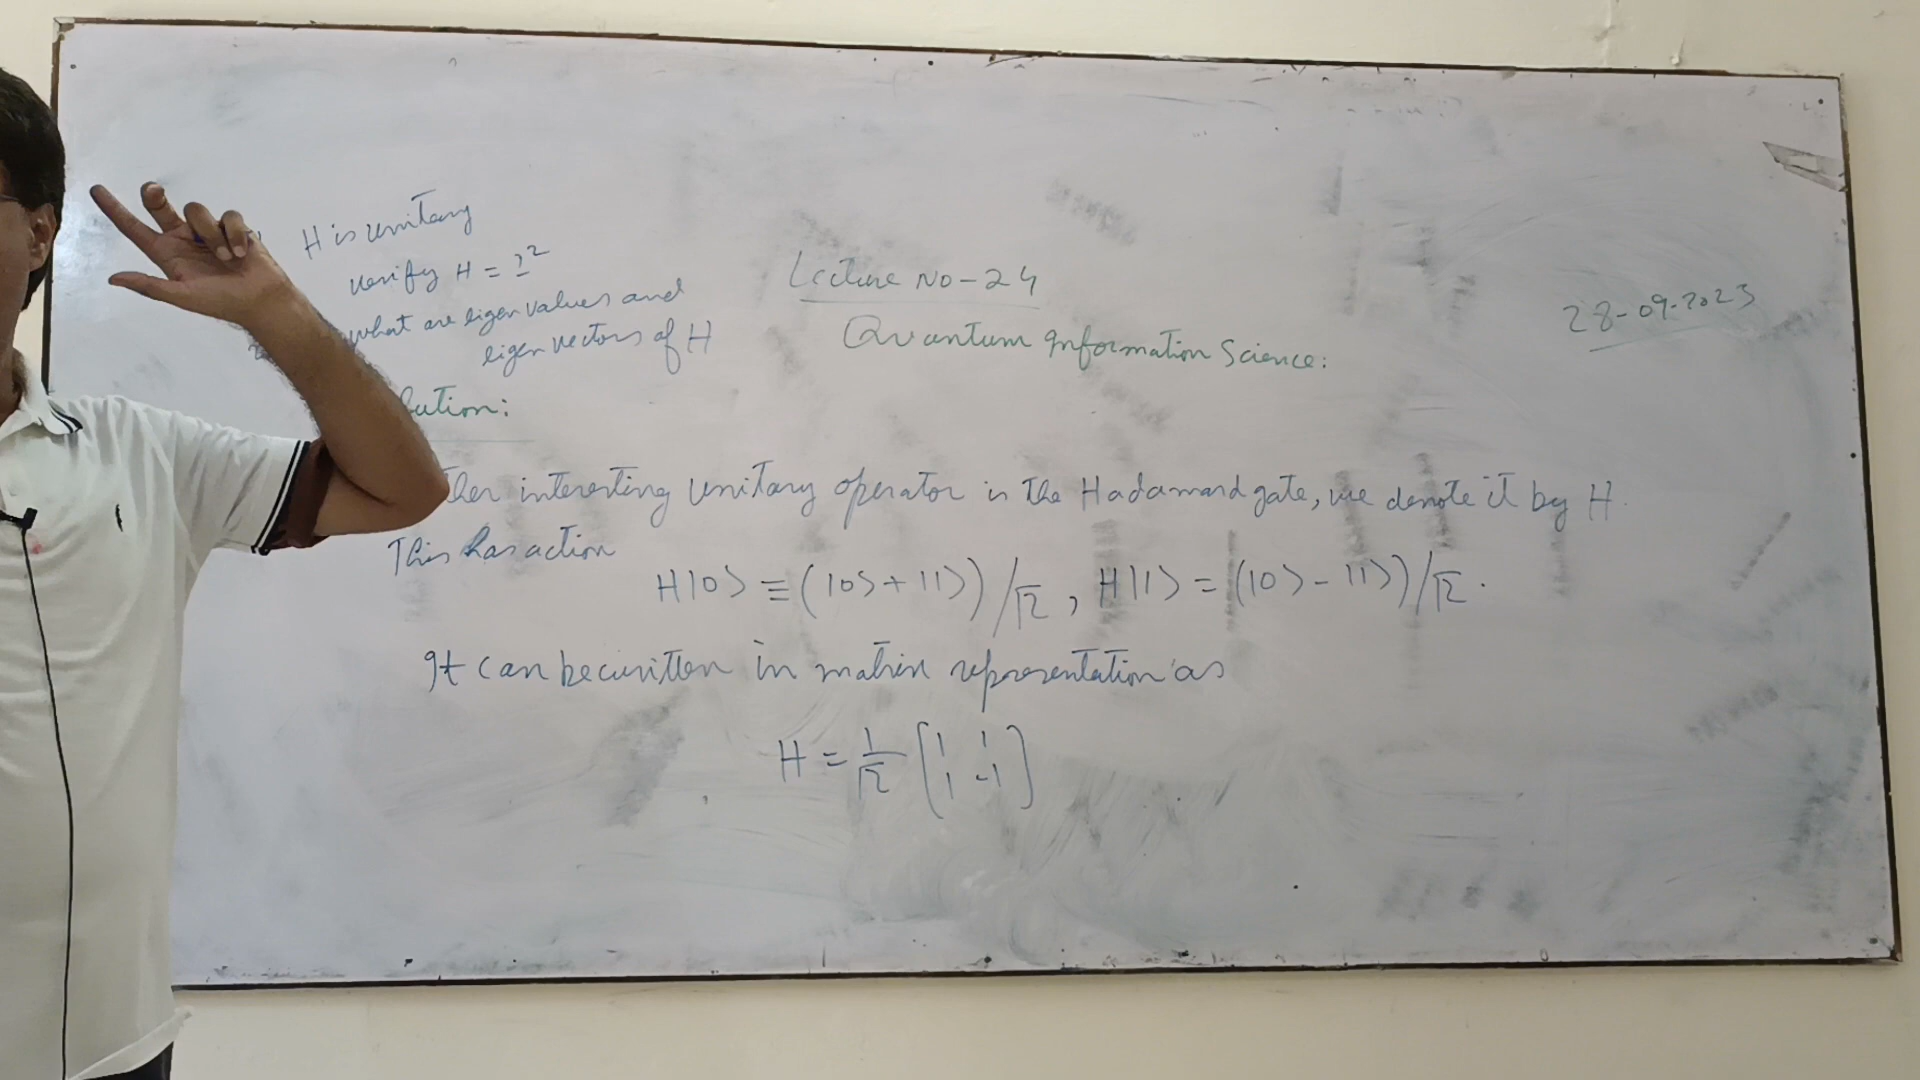 H is unitary
verify H = ?²
what are eigen values and
eigen vectors of H
Lecture No-24
Quantum Information Science:
28-09-2023
lution:
ther interesting unitary operator is the Hadamard gate, we denote it by H.
This has action
H|0> ≡ (|0>+|1>)/√2, H|1> = (|0>-|1>)/√2.
It can be written in matrix representation as
H = 1/√2 [1 1
1 -1]